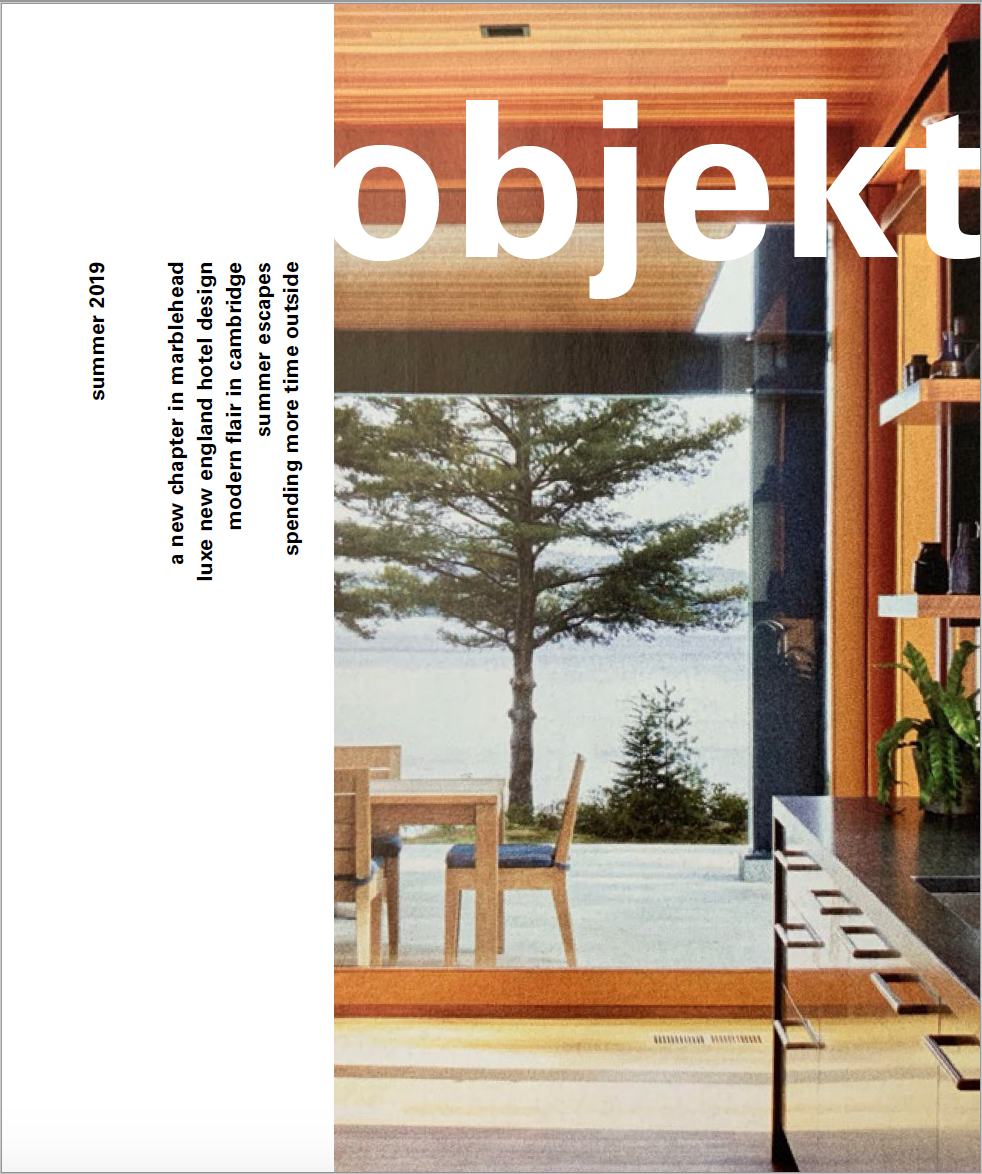 objekt
summer 2019
a new chapter in marblehead
luxe new england hotel design
modern flair in cambridge
summer escapes
spending more time outside